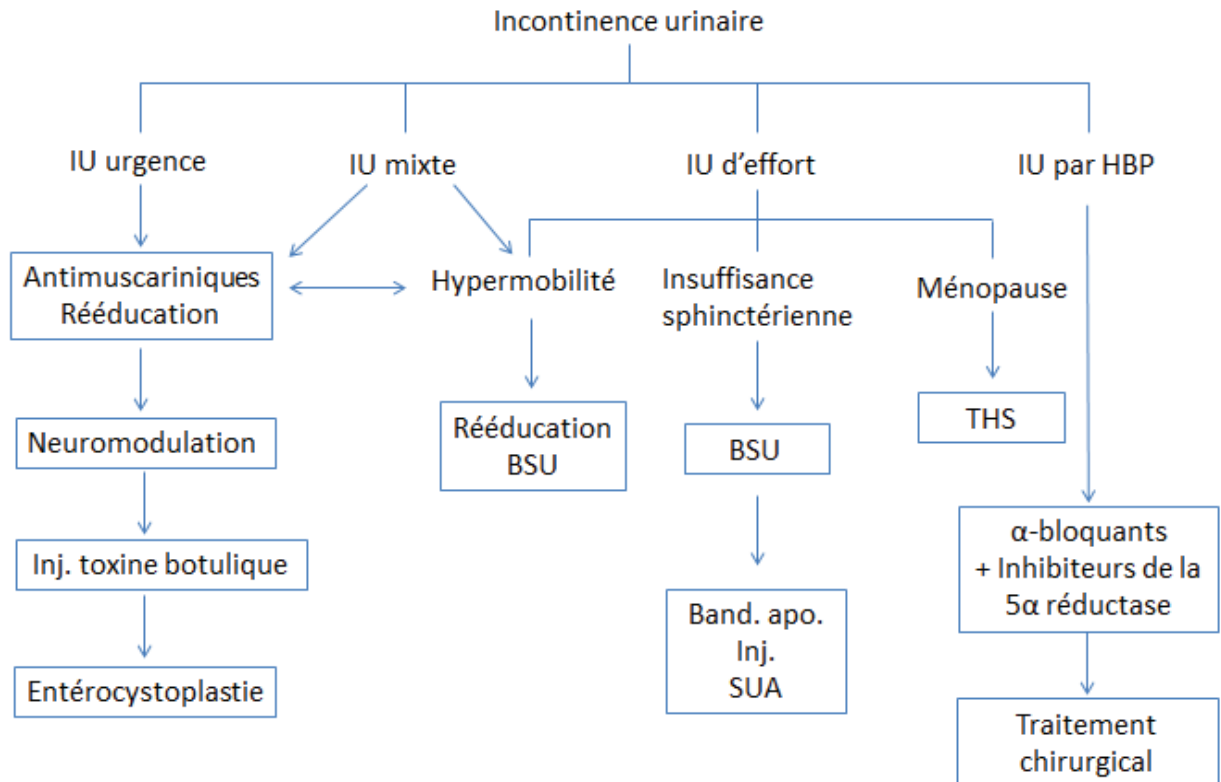 Incontinence urinaire
IU urgence
IU mixte
IU d'effort
IU par HBP
Antimuscariniques
Rééducation
Hypermobilité
Insuffisance
sphinctérienne
Ménopause
Neuromodulation
Rééducation
BSU
BSU
THS
Inj. toxine botulique
α-bloquants
+ Inhibiteurs de la
5α réductase
Band. apo.
Inj.
SUA
Entérocystoplastie
Traitement
chirurgical